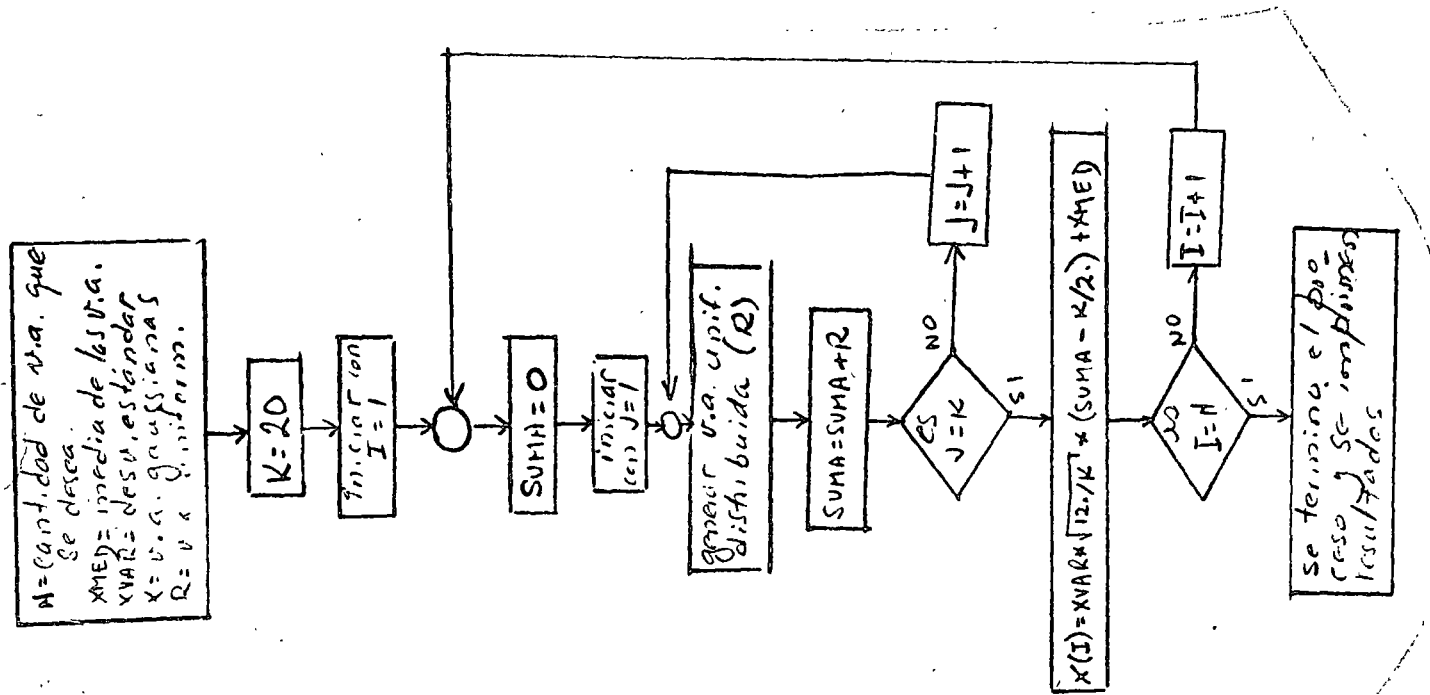 N=cantidad de v.a. que
se desea
XMED= media de las v.a.
XVAR= desv. estándar
X= v.a. gaussianas
R= v a uniform.
K=20
iniciar con
I=1
SUMA=0
iniciar
con J=1
generar v.a. unif.
distribuida (R)
SUMA=SUMA+R
es
J=K
NO
J=J+1
SI
X(I)=XVAR*√12./K * (SUMA - K/2.)+XMED
es
I=N
NO
I=I+1
SI
se termina el pro-
ceso y se imprimen
resultados